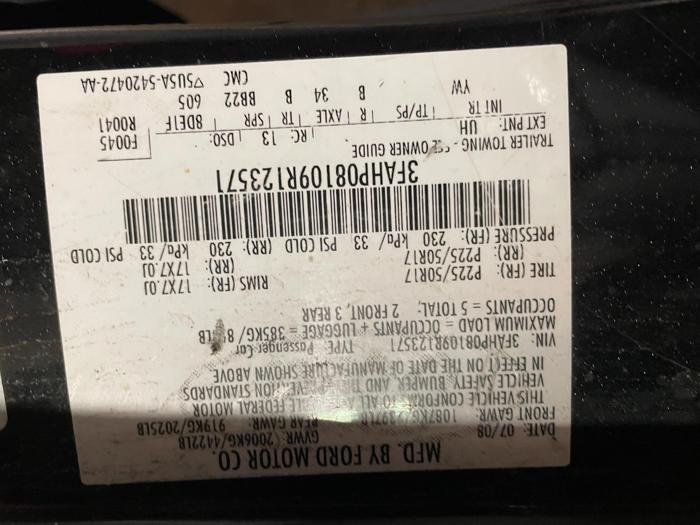 MFD. BY FORD MOTOR CO.
DATE: 07/08 GVWR: 2006KG/4422LB
FRONT GAWR: 1087KG/2397LB REAR GAWR: 919KG/2025LB
THIS VEHICLE CONFORMS TO ALL APPLICABLE FEDERAL MOTOR
VEHICLE SAFETY, BUMPER, AND THEFT PREVENTION STANDARDS
IN EFFECT ON THE DATE OF MANUFACTURE SHOWN ABOVE
VIN: 3FAHP08109R123571 TYPE: Passenger Car
MAXIMUM LOAD = OCCUPANTS + LUGGAGE = 385KG/ LB
OCCUPANTS = 5 TOTAL: 2 FRONT, 3 REAR
TIRE (FR): P225/50R17 RIMS (FR): 17X7.0J
(RR): P225/50R17 (RR): 17X7.0J
PRESSURE (FR): 230 kPa/ 33 PSI COLD (RR): 230 kPa/ 33 PSI COLD
3FAHP08109R123571
TRAILER TOWING - SEE OWNER GUIDE
EXT PNT: UH RC: 13 DSO: F0045
INT TR TP/PS R AXLE TR SPR 8DE1F R0041
YW B 34 B BB22 605
CMC ▽5U5A-5420472-AA